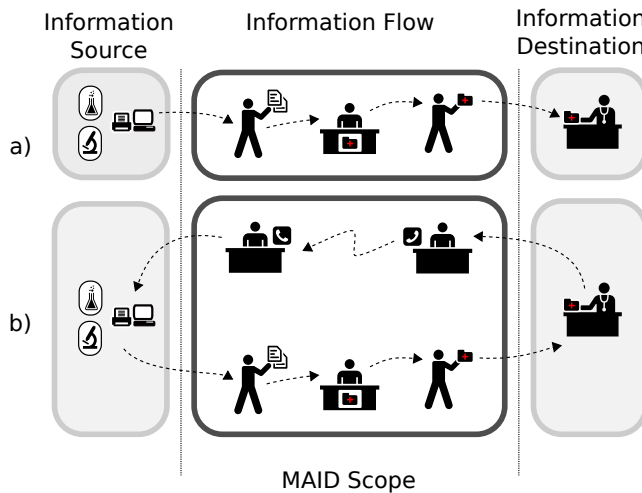 Information
Source
Information Flow
Information
Destination
a)
b)
MAID Scope